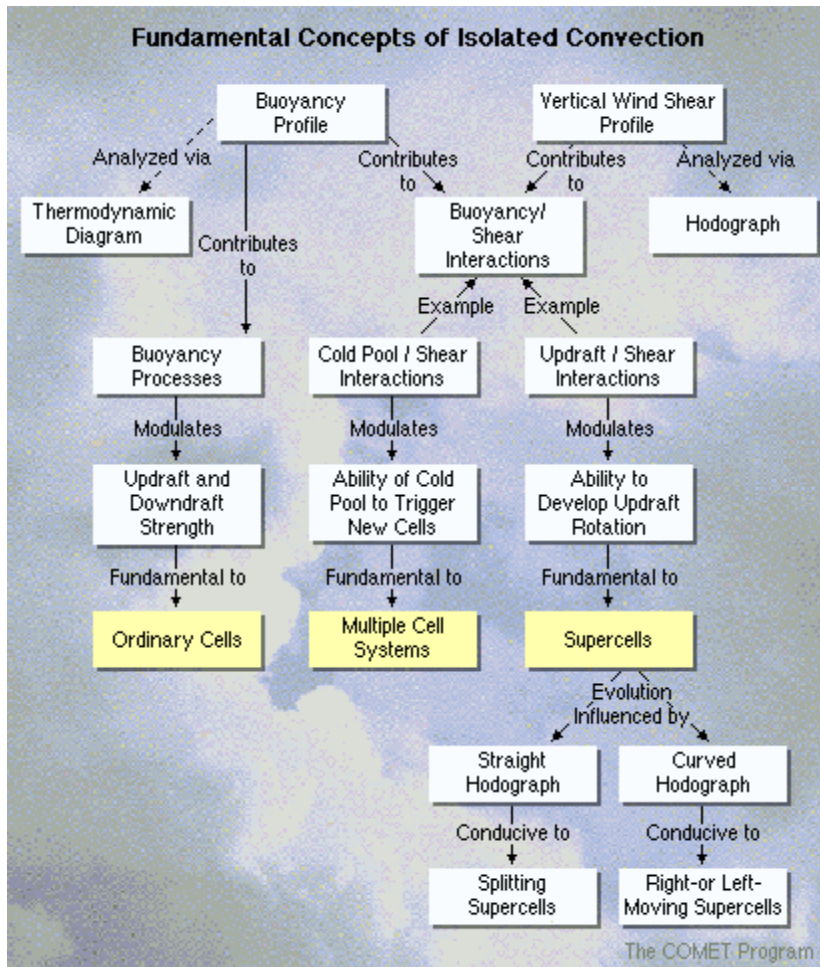 Fundamental Concepts of Isolated Convection
Buoyancy
Profile
Vertical Wind Shear
Profile
Analyzed via
Contributes
to
Contributes
to
Analyzed via
Thermodynamic
Diagram
Buoyancy/
Shear
Interactions
Hodograph
Contributes
to
Example
Example
Buoyancy
Processes
Cold Pool / Shear
Interactions
Updraft / Shear
Interactions
Modulates
Modulates
Modulates
Updraft and
Downdraft
Strength
Ability of Cold
Pool to Trigger
New Cells
Ability to
Develop Updraft
Rotation
Fundamental to
Fundamental to
Fundamental to
Ordinary Cells
Multiple Cell
Systems
Supercells
Evolution
Influenced by
Straight
Hodograph
Curved
Hodograph
Conducive to
Conducive to
Splitting
Supercells
Right-or Left-
Moving Supercells
The COMET Program